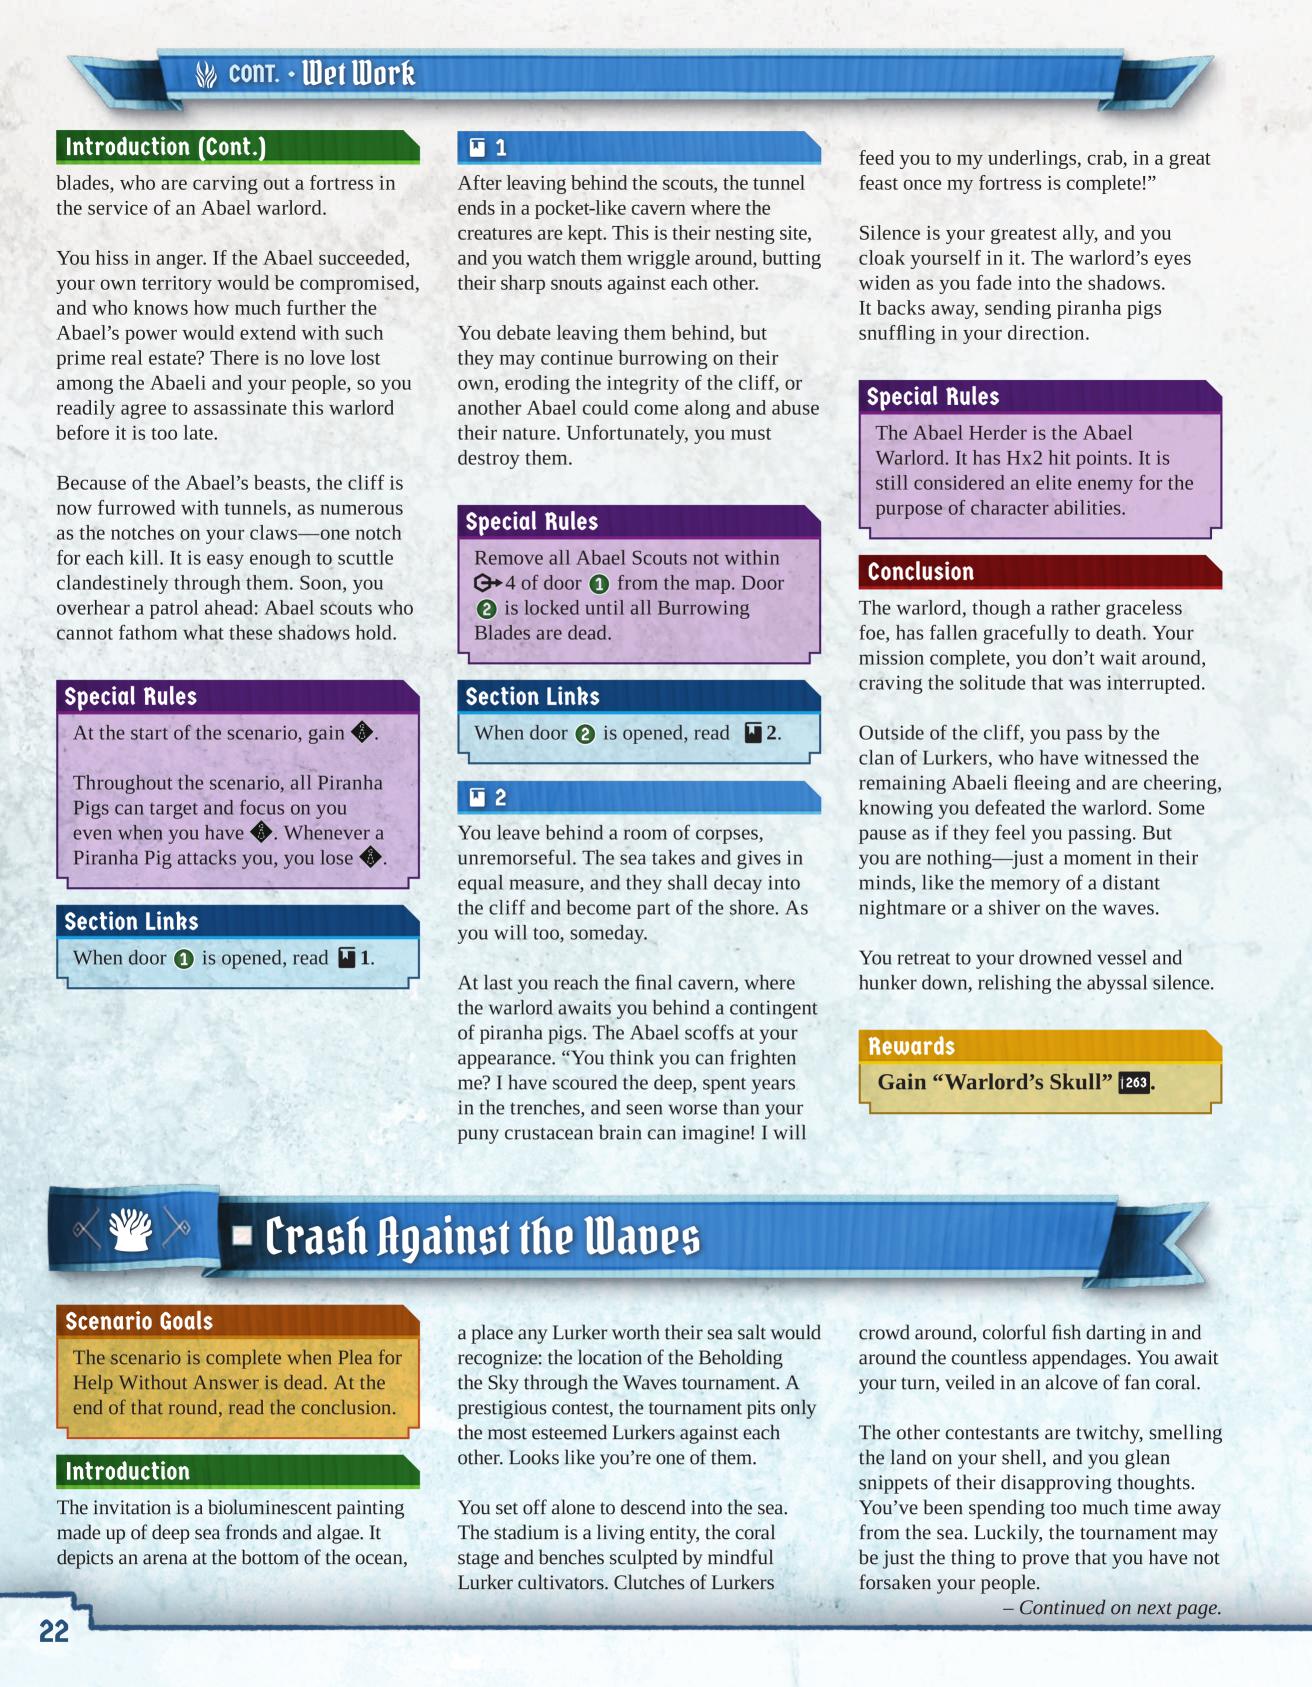 CONT. • Wet Work
Introduction (Cont.)
blades, who are carving out a fortress in
the service of an Abael warlord.
You hiss in anger. If the Abael succeeded,
your own territory would be compromised,
and who knows how much further the
Abael’s power would extend with such
prime real estate? There is no love lost
among the Abaeli and your people, so you
readily agree to assassinate this warlord
before it is too late.
Because of the Abael’s beasts, the cliff is
now furrowed with tunnels, as numerous
as the notches on your claws—one notch
for each kill. It is easy enough to scuttle
clandestinely through them. Soon, you
overhear a patrol ahead: Abael scouts who
cannot fathom what these shadows hold.
Special Rules
At the start of the scenario, gain .
Throughout the scenario, all Piranha
Pigs can target and focus on you
even when you have . Whenever a
Piranha Pig attacks you, you lose .
Section Links
When door 1 is opened, read 1.
1
After leaving behind the scouts, the tunnel
ends in a pocket-like cavern where the
creatures are kept. This is their nesting site,
and you watch them wriggle around, butting
their sharp snouts against each other.
You debate leaving them behind, but
they may continue burrowing on their
own, eroding the integrity of the cliff, or
another Abael could come along and abuse
their nature. Unfortunately, you must
destroy them.
Special Rules
Remove all Abael Scouts not within
4 of door 1 from the map. Door
2 is locked until all Burrowing
Blades are dead.
Section Links
When door 2 is opened, read 2.
2
You leave behind a room of corpses,
unremorseful. The sea takes and gives in
equal measure, and they shall decay into
the cliff and become part of the shore. As
you will too, someday.
At last you reach the final cavern, where
the warlord awaits you behind a contingent
of piranha pigs. The Abael scoffs at your
appearance. “You think you can frighten
me? I have scoured the deep, spent years
in the trenches, and seen worse than your
puny crustacean brain can imagine! I will
feed you to my underlings, crab, in a great
feast once my fortress is complete!”
Silence is your greatest ally, and you
cloak yourself in it. The warlord’s eyes
widen as you fade into the shadows.
It backs away, sending piranha pigs
snuffling in your direction.
Special Rules
The Abael Herder is the Abael
Warlord. It has Hx2 hit points. It is
still considered an elite enemy for the
purpose of character abilities.
Conclusion
The warlord, though a rather graceless
foe, has fallen gracefully to death. Your
mission complete, you don’t wait around,
craving the solitude that was interrupted.
Outside of the cliff, you pass by the
clan of Lurkers, who have witnessed the
remaining Abaeli fleeing and are cheering,
knowing you defeated the warlord. Some
pause as if they feel you passing. But
you are nothing—just a moment in their
minds, like the memory of a distant
nightmare or a shiver on the waves.
You retreat to your drowned vessel and
hunker down, relishing the abyssal silence.
Rewards
Gain “Warlord’s Skull” 263.
Crash Against the Waves
Scenario Goals
The scenario is complete when Plea for
Help Without Answer is dead. At the
end of that round, read the conclusion.
Introduction
The invitation is a bioluminescent painting
made up of deep sea fronds and algae. It
depicts an arena at the bottom of the ocean,
a place any Lurker worth their sea salt would
recognize: the location of the Beholding
the Sky through the Waves tournament. A
prestigious contest, the tournament pits only
the most esteemed Lurkers against each
other. Looks like you’re one of them.
You set off alone to descend into the sea.
The stadium is a living entity, the coral
stage and benches sculpted by mindful
Lurker cultivators. Clutches of Lurkers
crowd around, colorful fish darting in and
around the countless appendages. You await
your turn, veiled in an alcove of fan coral.
The other contestants are twitchy, smelling
the land on your shell, and you glean
snippets of their disapproving thoughts.
You’ve been spending too much time away
from the sea. Luckily, the tournament may
be just the thing to prove that you have not
forsaken your people.
– Continued on next page.
22